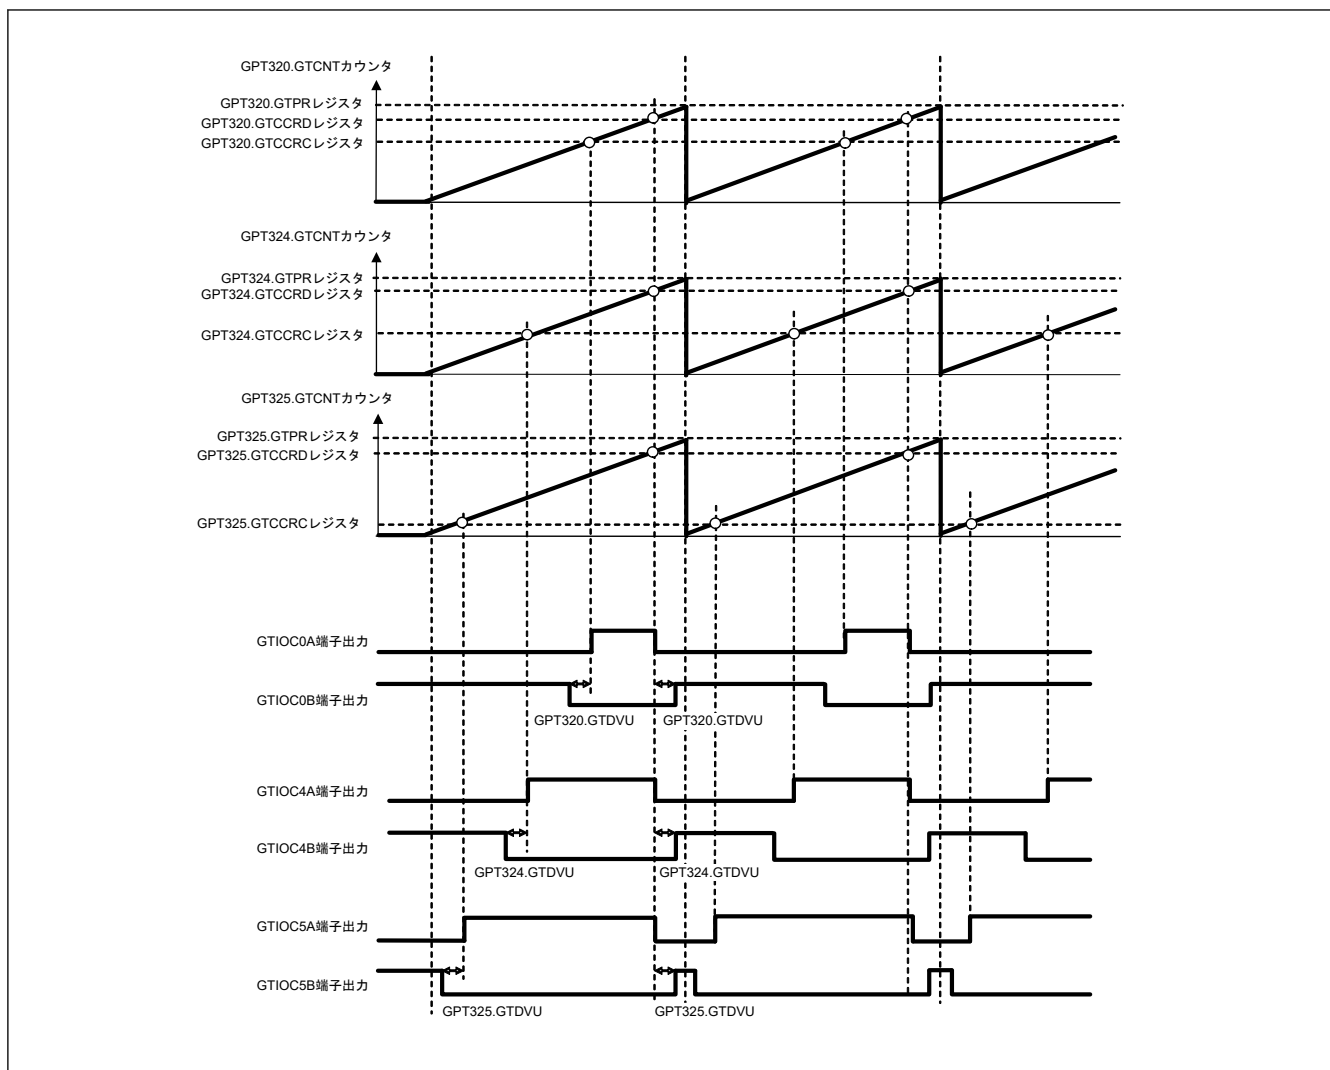 GPT320.GTCNTカウンタ
GPT320.GTPRレジスタ
GPT320.GTCCRDレジスタ
GPT320.GTCCRCレジスタ
GPT324.GTCNTカウンタ
GPT324.GTPRレジスタ
GPT324.GTCCRDレジスタ
GPT324.GTCCRCレジスタ
GPT325.GTCNTカウンタ
GPT325.GTPRレジスタ
GPT325.GTCCRDレジスタ
GPT325.GTCCRCレジスタ
GTIOC0A端子出力
GTIOC0B端子出力
GPT320.GTDVU GPT320.GTDVU
GTIOC4A端子出力
GTIOC4B端子出力
GPT324.GTDVU GPT324.GTDVU
GTIOC5A端子出力
GTIOC5B端子出力
GPT325.GTDVU GPT325.GTDVU